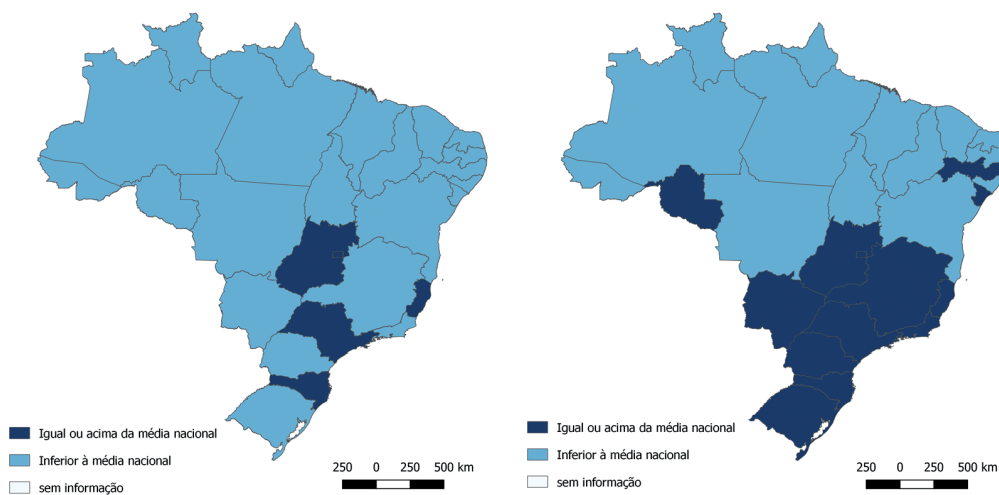 Igual ou acima da média nacional
Inferior à média nacional
sem informação
250 0 250 500 km
Igual ou acima da média nacional
Inferior à média nacional
sem informação
250 0 250 500 km